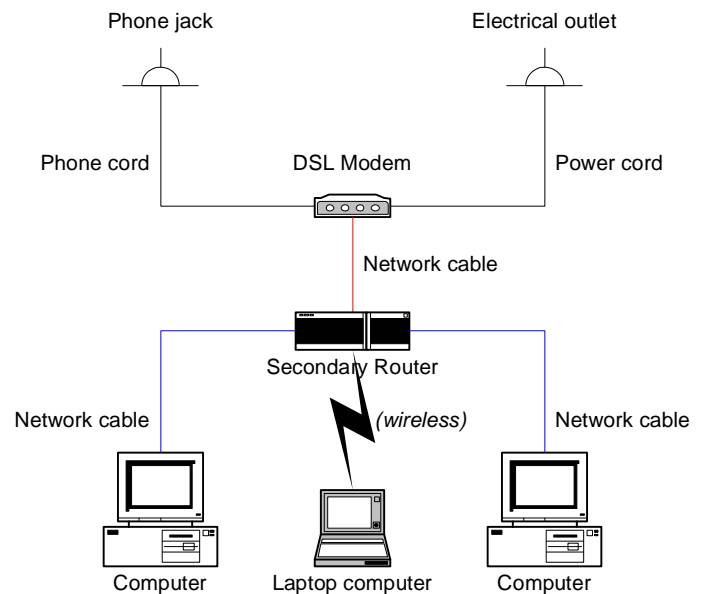 Phone jack
Electrical outlet
Phone cord
DSL Modem
Power cord
Network cable
Secondary Router
Network cable
(wireless)
Network cable
Computer
Laptop computer
Computer